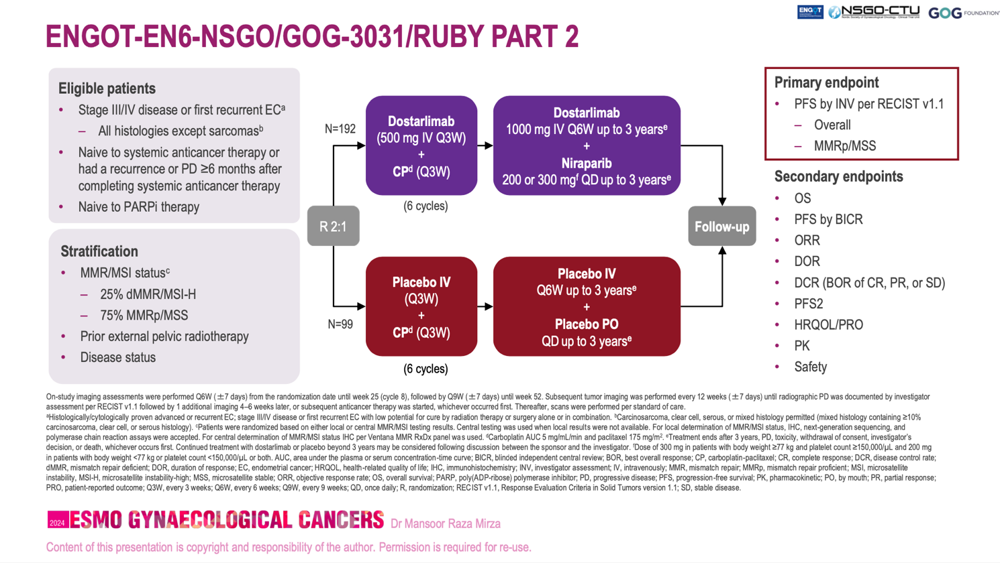 ENGOT
NSGO-CTU
Nordic Society of Gynaecological Oncology - Clinical Trial Unit
GOG FOUNDATION®
ENGOT-EN6-NSGO/GOG-3031/RUBY PART 2
Eligible patients
• Stage III/IV disease or first recurrent ECᵃ
– All histologies except sarcomasᵇ
• Naive to systemic anticancer therapy or
had a recurrence or PD ≥6 months after
completing systemic anticancer therapy
• Naive to PARPi therapy
Stratification
• MMR/MSI statusᶜ
– 25% dMMR/MSI-H
– 75% MMRp/MSS
• Prior external pelvic radiotherapy
• Disease status
R 2:1
N=192
Dostarlimab
(500 mg IV Q3W)
+
CPᵈ (Q3W)
(6 cycles)
Dostarlimab
1000 mg IV Q6W up to 3 yearsᵉ
+
Niraparib
200 or 300 mgᶠ QD up to 3 yearsᵉ
N=99
Placebo IV
(Q3W)
+
CPᵈ (Q3W)
(6 cycles)
Placebo IV
Q6W up to 3 yearsᵉ
+
Placebo PO
QD up to 3 yearsᵉ
Follow-up
Primary endpoint
• PFS by INV per RECIST v1.1
– Overall
– MMRp/MSS
Secondary endpoints
• OS
• PFS by BICR
• ORR
• DOR
• DCR (BOR of CR, PR, or SD)
• PFS2
• HRQOL/PRO
• PK
• Safety
On-study imaging assessments were performed Q6W (±7 days) from the randomization date until week 25 (cycle 8), followed by Q9W (±7 days) until week 52. Subsequent tumor imaging was performed every 12 weeks (±7 days) until radiographic PD was documented by investigator
assessment per RECIST v1.1 followed by 1 additional imaging 4–6 weeks later, or subsequent anticancer therapy was started, whichever occurred first. Thereafter, scans were performed per standard of care.
ᵃHistologically/cytologically proven advanced or recurrent EC; stage III/IV disease or first recurrent EC with low potential for cure by radiation therapy or surgery alone or in combination. ᵇCarcinosarcoma, clear cell, serous, or mixed histology permitted (mixed histology containing ≥10%
carcinosarcoma, clear cell, or serous histology). ᶜPatients were randomized based on either local or central MMR/MSI testing results. Central testing was used when local results were not available. For local determination of MMR/MSI status, IHC, next-generation sequencing, and
polymerase chain reaction assays were accepted. For central determination of MMR/MSI status IHC per Ventana MMR RxDx panel was used. ᵈCarboplatin AUC 5 mg/mL/min and paclitaxel 175 mg/m². ᵉTreatment ends after 3 years, PD, toxicity, withdrawal of consent, investigator's
decision, or death, whichever occurs first. Continued treatment with dostarlimab or placebo beyond 3 years may be considered following discussion between the sponsor and the investigator. ᶠDose of 300 mg in patients with body weight ≥77 kg and platelet count ≥150,000/μL and 200 mg
in patients with body weight <77 kg or platelet count <150,000/μL or both. AUC, area under the plasma or serum concentration-time curve; BICR, blinded independent central review; BOR, best overall response; CP, carboplatin-paclitaxel; CR, complete response; DCR, disease control rate;
dMMR, mismatch repair deficient; DOR, duration of response; EC, endometrial cancer; HRQOL, health-related quality of life; IHC, immunohistochemistry; INV, investigator assessment; IV, intravenously; MMR, mismatch repair; MMRp, mismatch repair proficient; MSI, microsatellite
instability, MSI-H, microsatellite instability-high; MSS, microsatellite stable; ORR, objective response rate; OS, overall survival; PARP, poly(ADP-ribose) polymerase inhibitor; PD, progressive disease; PFS, progression-free survival; PK, pharmacokinetic; PO, by mouth; PR, partial response;
PRO, patient-reported outcome; Q3W, every 3 weeks; Q6W, every 6 weeks; Q9W, every 9 weeks; QD, once daily; R, randomization; RECIST v1.1, Response Evaluation Criteria in Solid Tumors version 1.1; SD, stable disease.
2024 ESMO GYNAECOLOGICAL CANCERS
Dr Mansoor Raza Mirza
Content of this presentation is copyright and responsibility of the author. Permission is required for re-use.